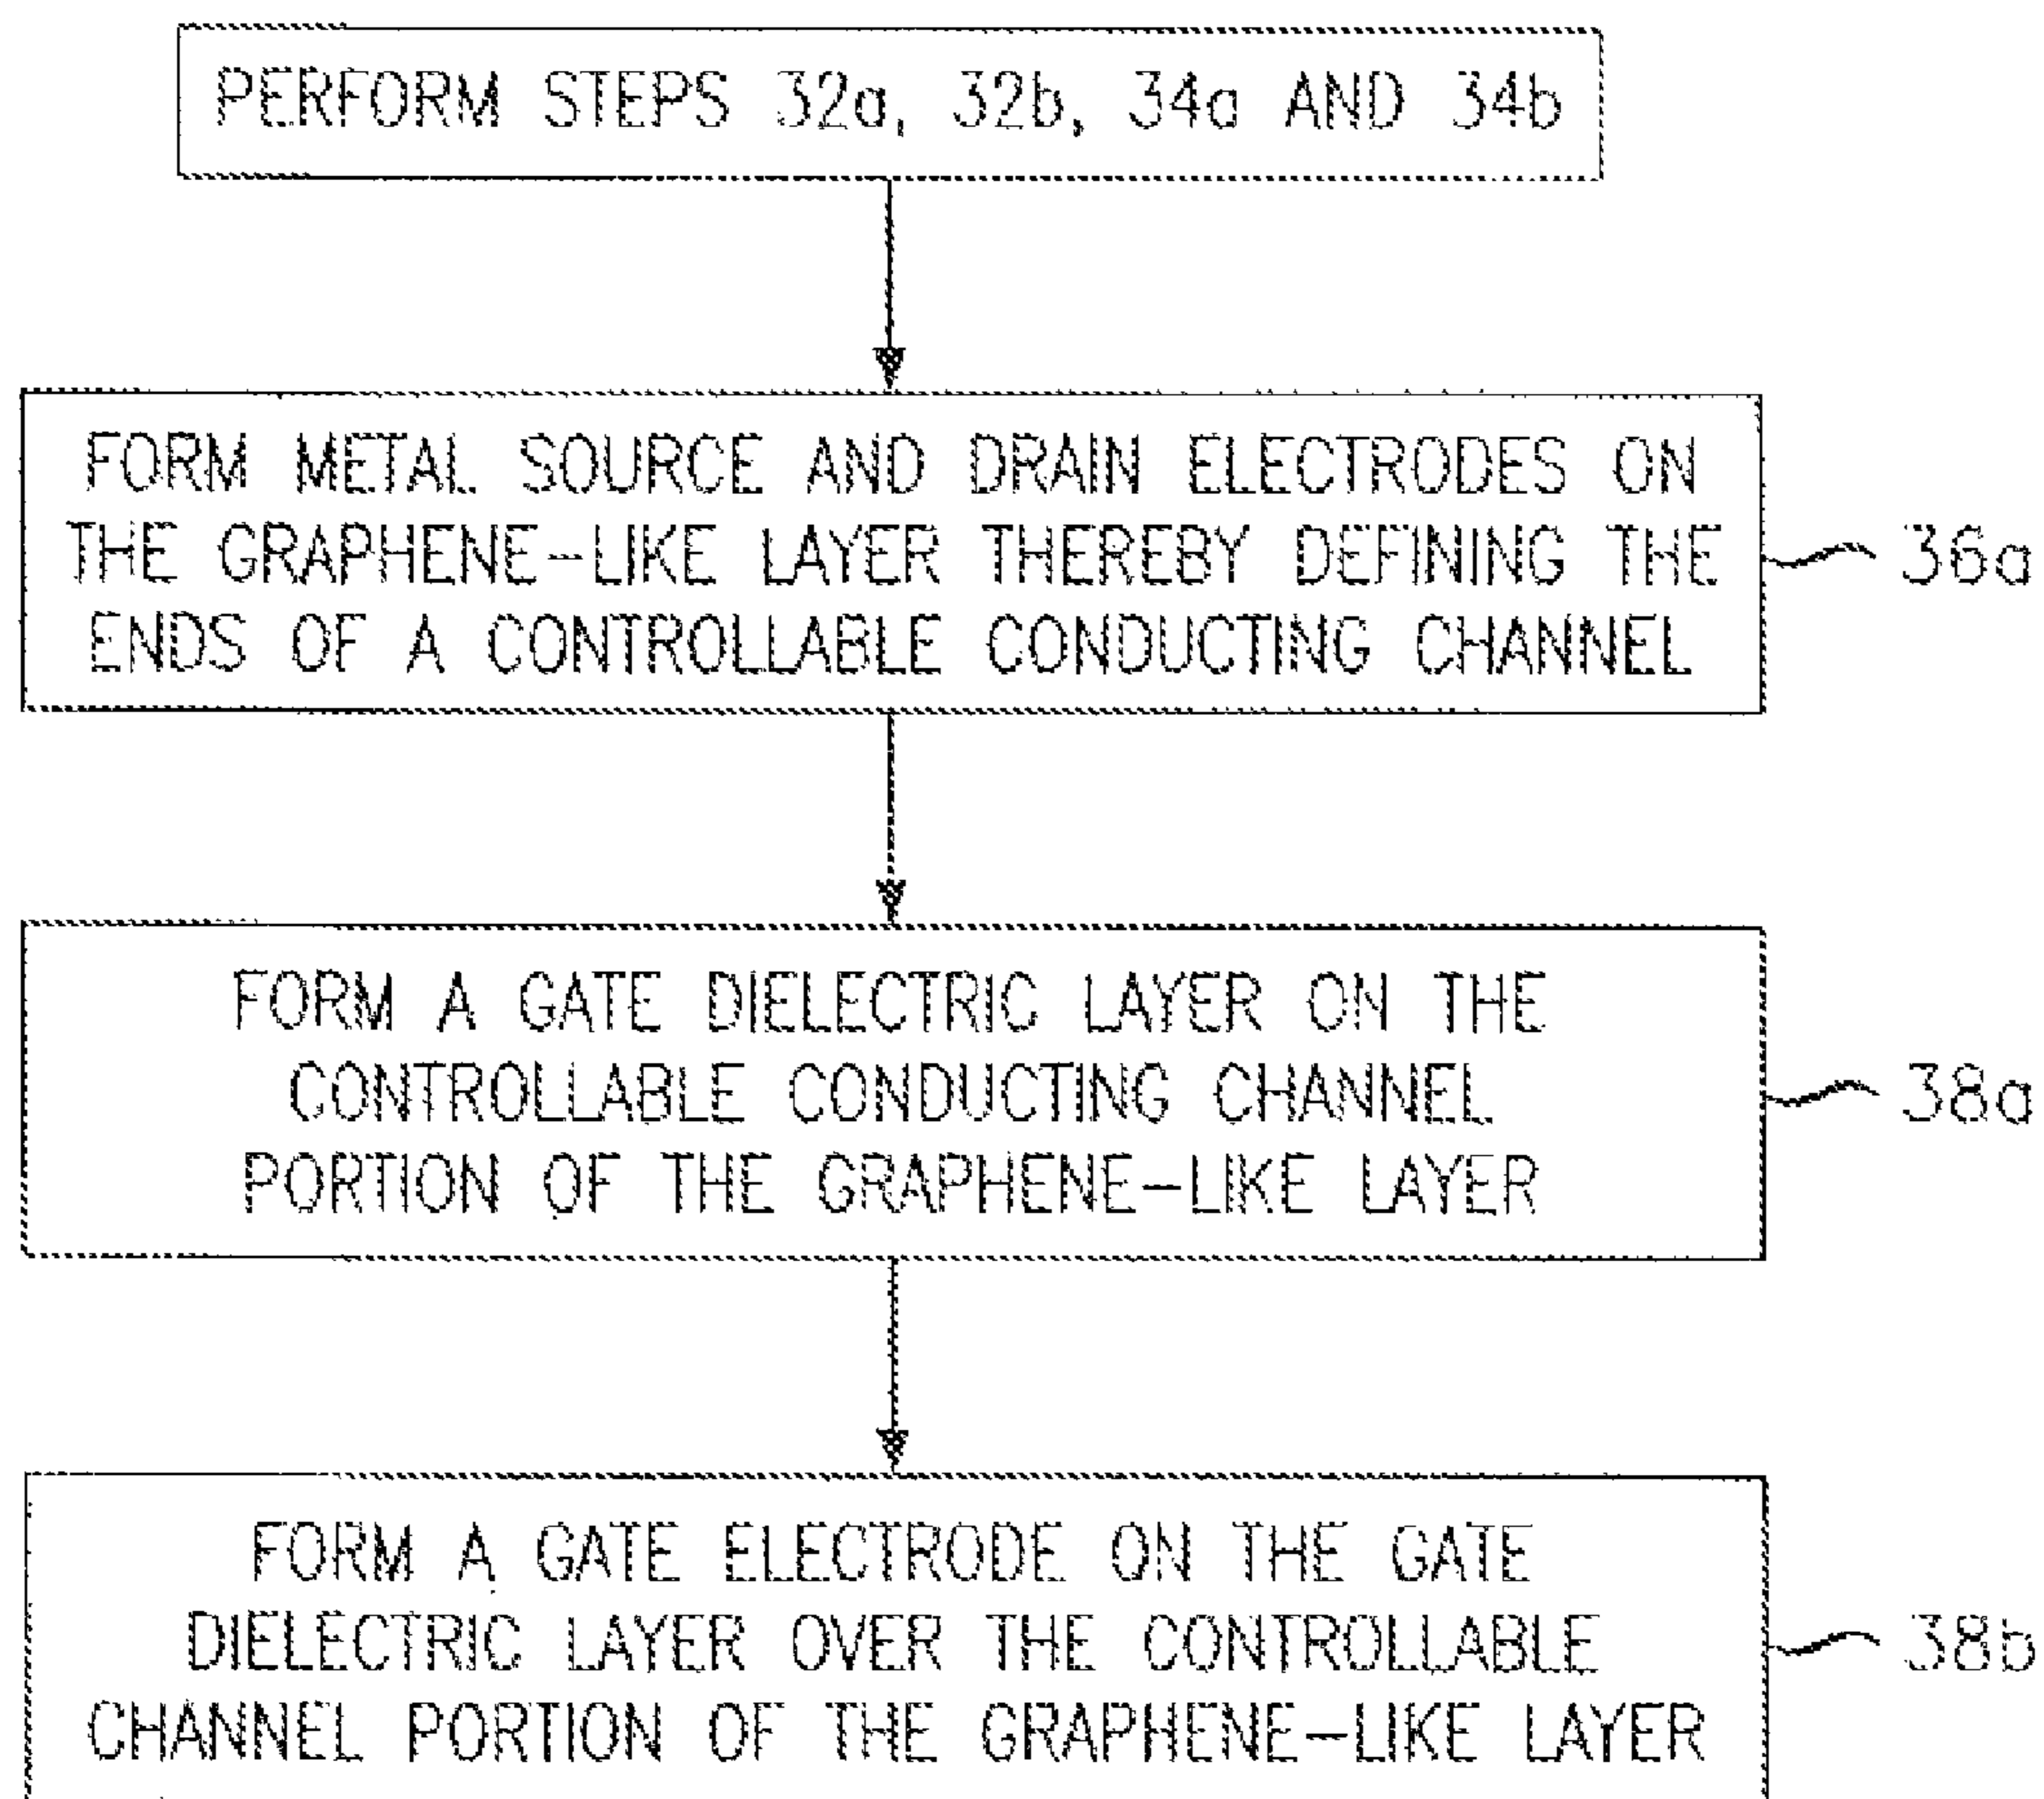 PERFORM STEPS 32a, 32b, 34a AND 34b
FORM METAL SOURCE AND DRAIN ELECTRODES ON
THE GRAPHENE-LIKE LAYER THEREBY DEFINING THE
ENDS OF A CONTROLLABLE CONDUCTING CHANNEL
36a
FORM A GATE DIELECTRIC LAYER ON THE
CONTROLLABLE CONDUCTING CHANNEL
PORTION OF THE GRAPHENE-LIKE LAYER
38a
FORM A GATE ELECTRODE ON THE GATE
DIELECTRIC LAYER OVER THE CONTROLLABLE
CHANNEL PORTION OF THE GRAPHENE-LIKE LAYER
38b